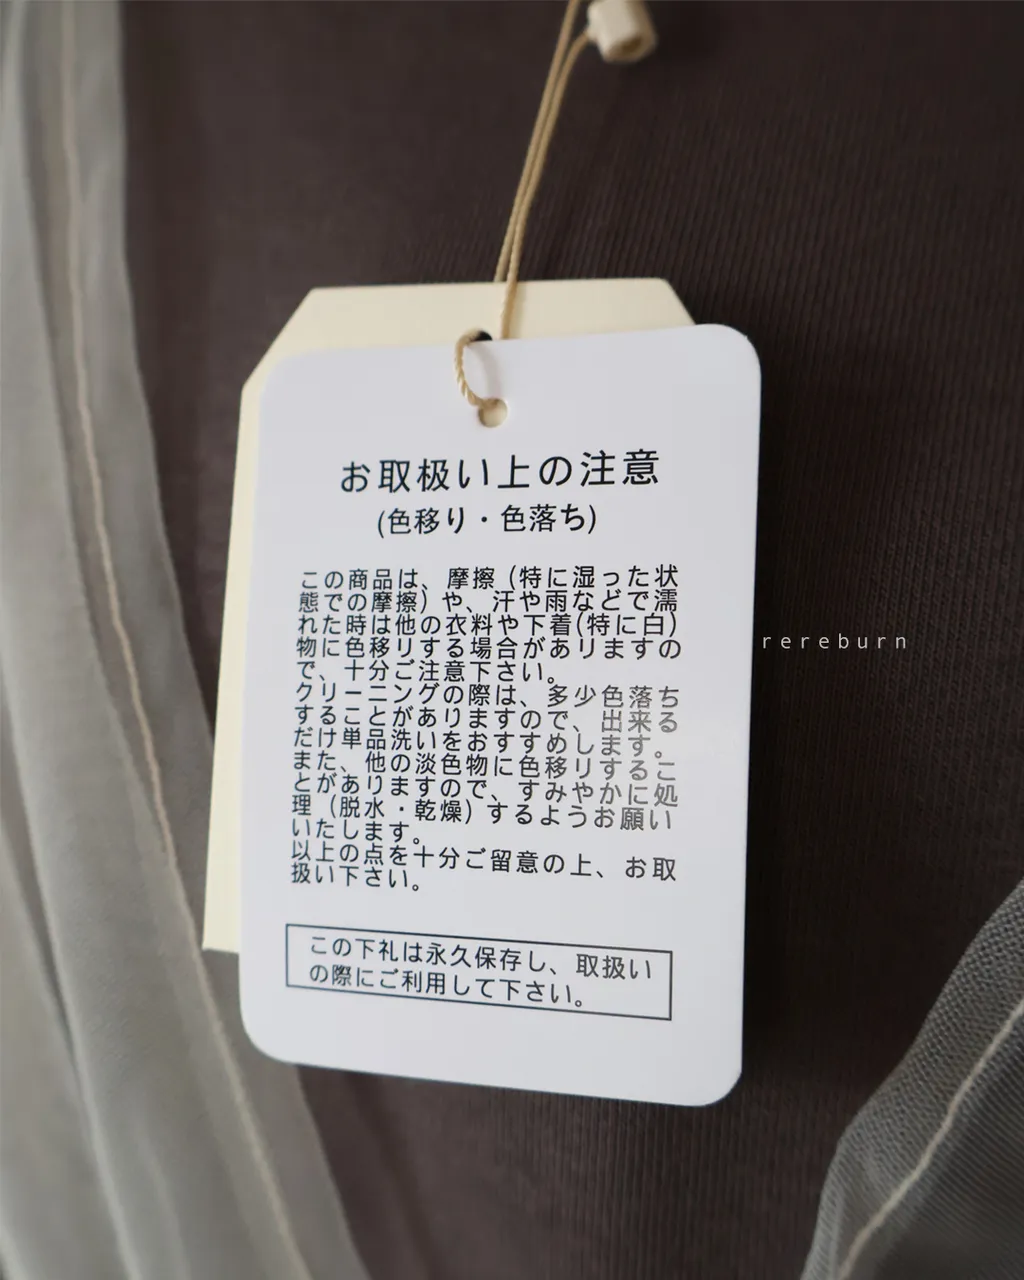 お取扱い上の注意
(色移り・色落ち)
この商品は、摩擦（特に湿った状
態での摩擦）や、汗や雨などで濡
れた時は他の衣料や下着(特に白)
物に色移りする場合がありますの
で、十分ご注意下さい。
クリーニングの際は、多少色落ち
することがありますので、出来る
だけ単品洗いをおすすめします。
また、他の淡色物に色移りするこ
とがありますので、すみやかに処
理（脱水・乾燥）するようお願い
いたします。
以上の点を十分ご留意の上、お取
扱い下さい。
この下札は永久保存し、取扱い
の際にご利用して下さい。
rereburn